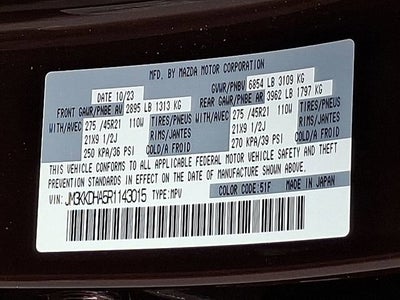 MFD. BY MAZDA MOTOR CORPORATION
DATE 10/23 GVWR/PNBV 6854 LB 3109 KG
FRONT GAWR/PNBE AV 2895 LB 1313 KG REAR GAWR/PNBE AR 3962 LB 1797 KG
WITH/AVEC 275 /45R21 110W TIRES/PNEUS WITH/AVEC 275 /45R21 110W TIRES/PNEUS
21X9 1/2J RIMS/JANTES 21X9 1/2J RIMS/JANTES
250 KPA/36 PSI COLD/A FROID 270 KPA/39 PSI COLD/A FROID
THIS VEHICLE CONFORMS TO ALL APPLICABLE FEDERAL MOTOR VEHICLE SAFETY AND THEFT
PREVENTION STANDARDS IN EFFECT ON THE DATE OF MANUFACTURE SHOWN ABOVE.
VIN: JM3KKDHA5R1143015 TYPE:MPV COLOR CODE:51F MADE IN JAPAN